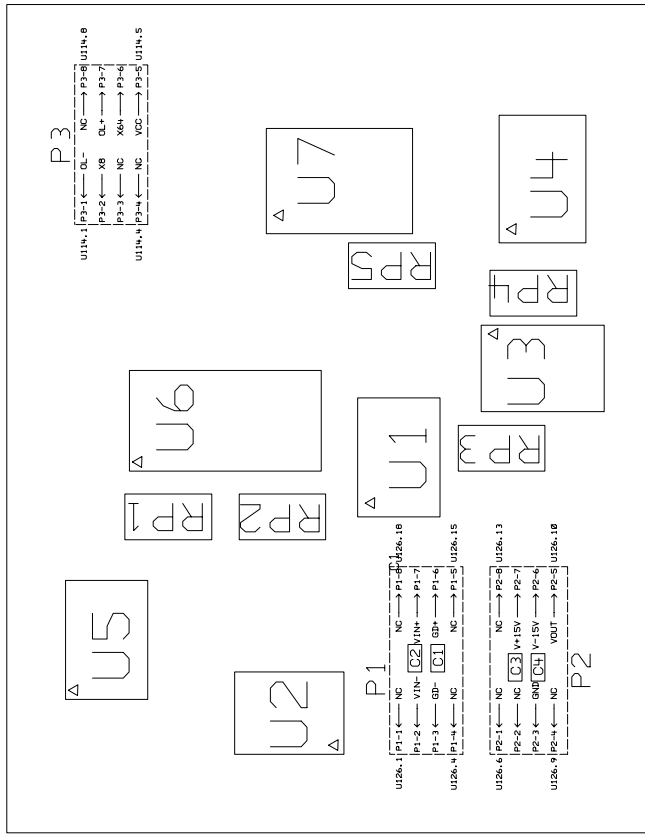 P3
U114.1 P3-1 OL- NC P3-8 U114.8
P3-2 X8 OL+ P3-7
P3-3 NC X64 P3-6
U114.4 P3-4 NC VCC P3-5 U114.5
U7
U4
RP5
RP4
U3
U6
U1
RP3
RP1
RP2
U5
U2
P1
U126.1 P1-1 NC NC P1-8 U126.18
P1-2 VIN- C2 VIN+ P1-7
P1-3 GD- C1 GD+ P1-6
U126.4 P1-4 NC NC P1-5 U126.15
U126.6 P2-1 NC NC P2-8 U126.13
P2-2 NC C3 V+15V P2-7
P2-3 GND C4 V-15V P2-6
U126.9 P2-4 NC VOUT P2-5 U126.10
P2